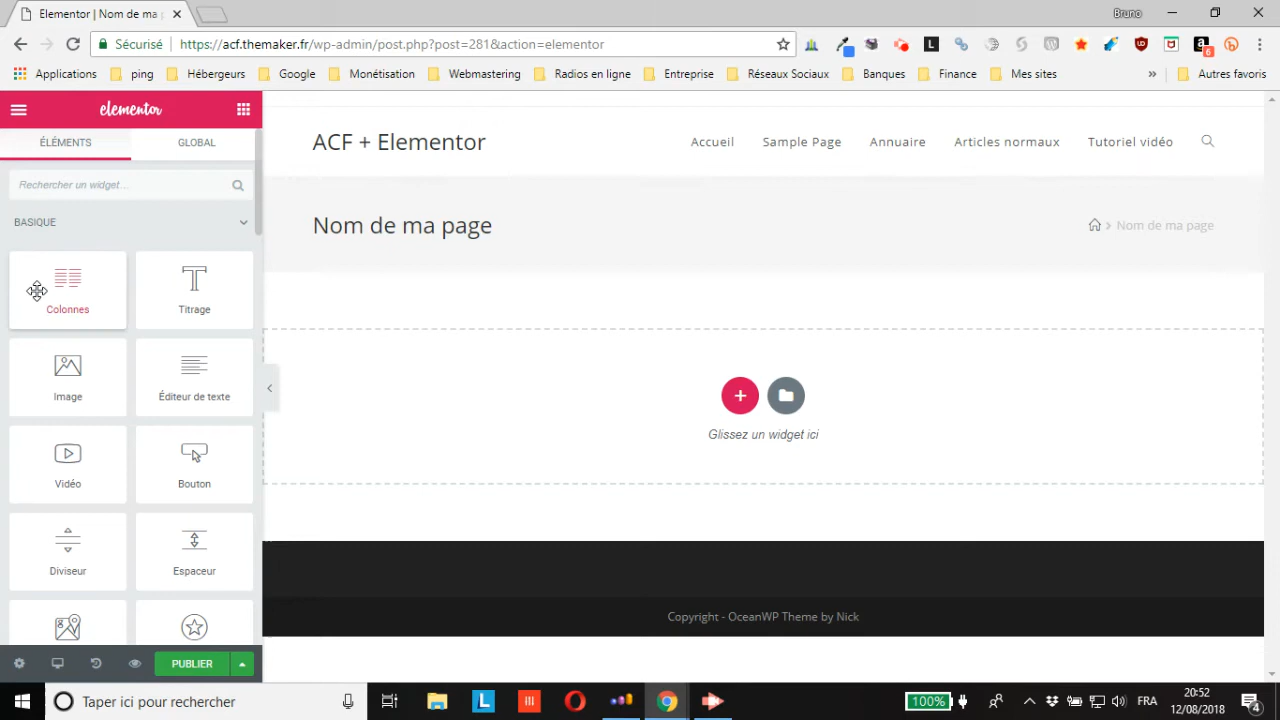 Elementor | Nom de ma
Bruno
Sécurisé https://acf.themaker.fr/wp-admin/post.php?post=281&action=elementor
6
Applications ping Hébergeurs Google Monétisation Webmastering Radios en ligne Entreprise Réseaux Sociaux Banques Finance Mes sites » Autres favoris
elementor
ÉLÉMENTS GLOBAL
Rechercher un widget...
BASIQUE
Colonnes Titrage
Image Éditeur de texte
Vidéo Bouton
Diviseur Espaceur
PUBLIER
ACF + Elementor
Accueil Sample Page Annuaire Articles normaux Tutoriel vidéo
Nom de ma page
Nom de ma page
Glissez un widget ici
Copyright - OceanWP Theme by Nick
Taper ici pour rechercher
100%
FRA
20:52
12/08/2018
4